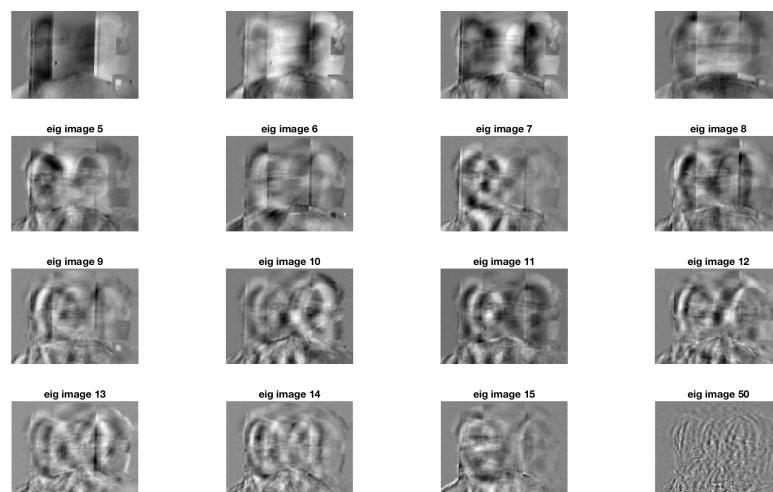 eig image 5
eig image 6
eig image 7
eig image 8
eig image 9
eig image 10
eig image 11
eig image 12
eig image 13
eig image 14
eig image 15
eig image 50